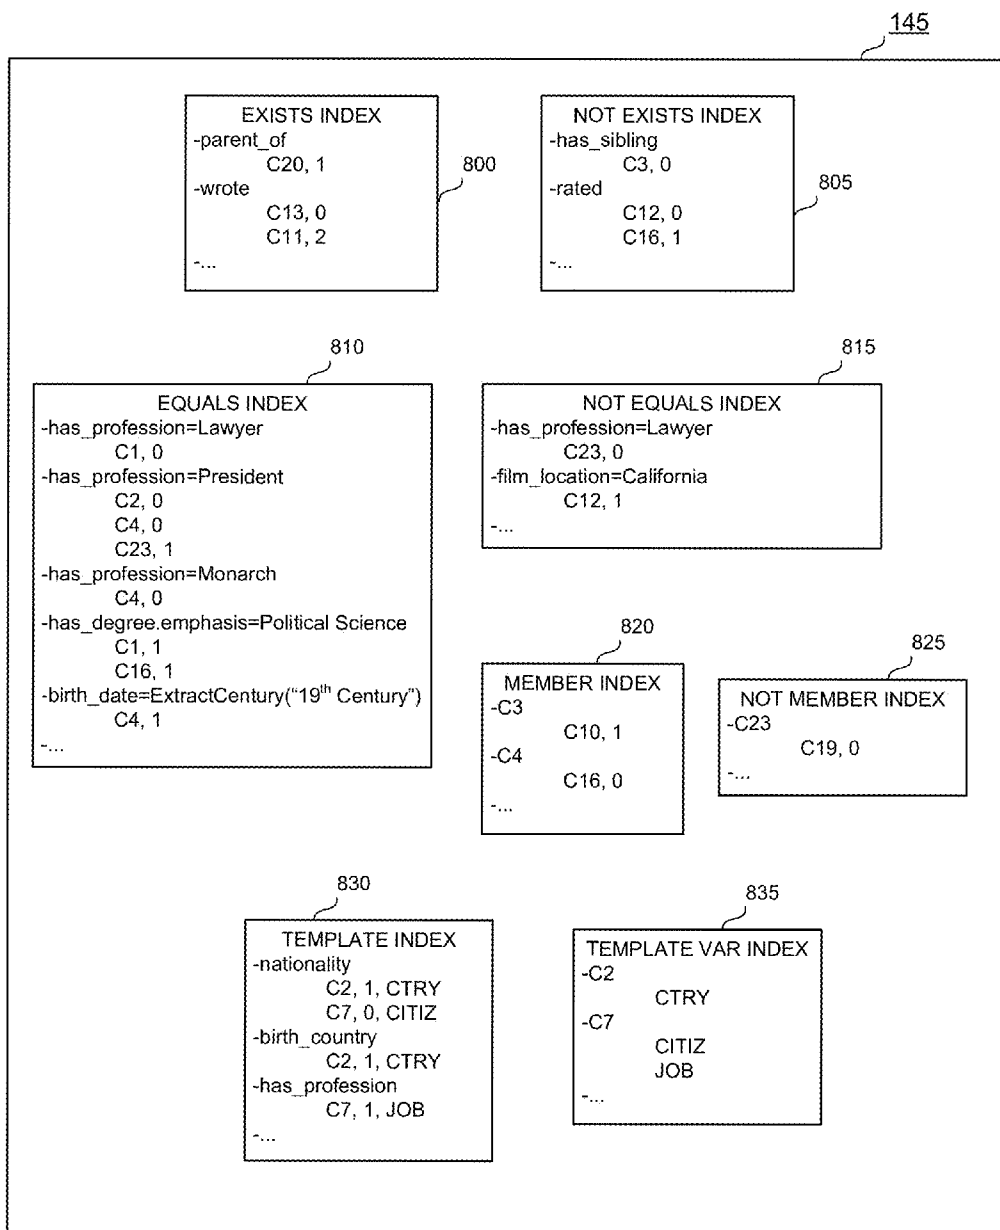 145
EXISTS INDEX
-parent_of
C20, 1
-wrote
C13, 0
C11, 2
-...
800
NOT EXISTS INDEX
-has_sibling
C3, 0
-rated
C12, 0
C16, 1
-...
805
810
EQUALS INDEX
-has_profession=Lawyer
C1, 0
-has_profession=President
C2, 0
C4, 0
C23, 1
-has_profession=Monarch
C4, 0
-has_degree.emphasis=Political Science
C1, 1
C16, 1
-birth_date=ExtractCentury("19th Century")
C4, 1
-...
815
NOT EQUALS INDEX
-has_profession=Lawyer
C23, 0
-film_location=California
C12, 1
-...
820
MEMBER INDEX
-C3
C10, 1
-C4
C16, 0
-...
825
NOT MEMBER INDEX
-C23
C19, 0
-...
830
TEMPLATE INDEX
-nationality
C2, 1, CTRY
C7, 0, CITIZ
-birth_country
C2, 1, CTRY
-has_profession
C7, 1, JOB
-...
835
TEMPLATE VAR INDEX
-C2
CTRY
-C7
CITIZ
JOB
-...